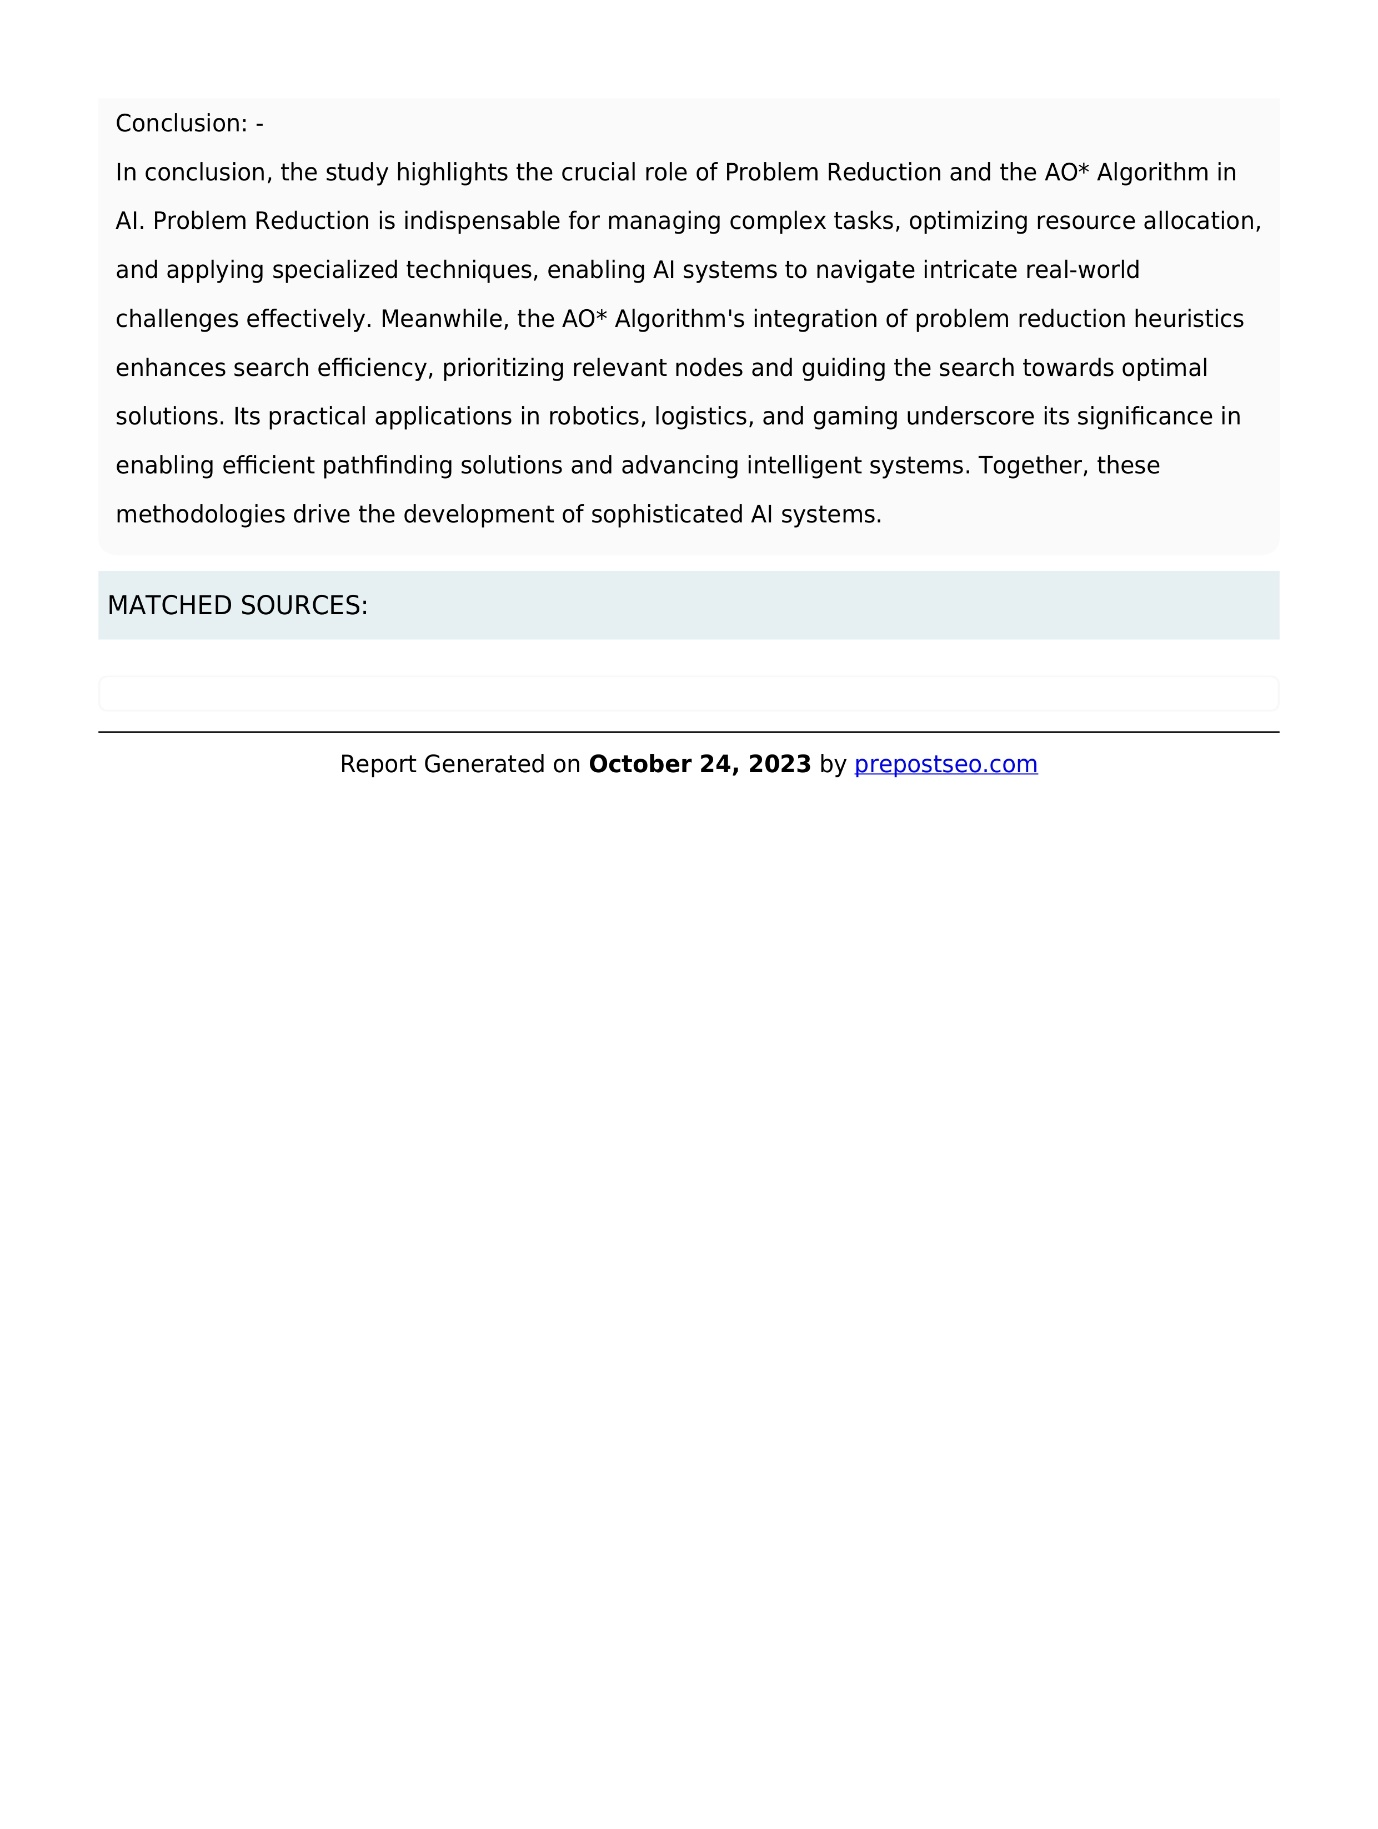 Conclusion: -
In conclusion, the study highlights the crucial role of Problem Reduction and the AO* Algorithm in
AI. Problem Reduction is indispensable for managing complex tasks, optimizing resource allocation,
and applying specialized techniques, enabling AI systems to navigate intricate real-world
challenges effectively. Meanwhile, the AO* Algorithm's integration of problem reduction heuristics
enhances search efficiency, prioritizing relevant nodes and guiding the search towards optimal
solutions. Its practical applications in robotics, logistics, and gaming underscore its significance in
enabling efficient pathfinding solutions and advancing intelligent systems. Together, these
methodologies drive the development of sophisticated AI systems.
MATCHED SOURCES:
Report Generated on October 24, 2023 by prepostseo.com